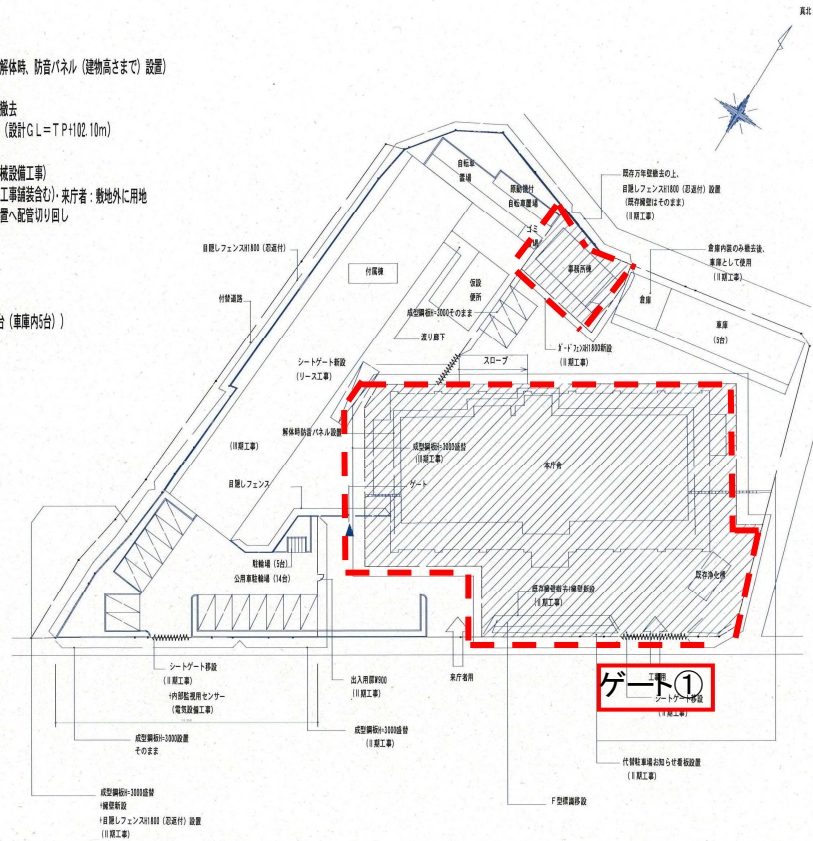 真北
解体時、防音パネル（建物高さまで）設置）
撤去
（設計GL＝TP+102.10m）
械設備工事）
工事舗装含む）・来庁者：敷地外に用地
置へ配管切り回し
台（車庫内5台））
自転車
置場
原動機付
自転車置場
ゴミ
既存万年壁撤去の上、
目隠しフェンスH1800（忍返付）設置
（既存擁壁はそのまま）
（II期工事）
目隠しフェンスH1800（忍返付）
付替道路
付属棟
仮設
便所
成型鋼板H=3000そのまま
渡り廊下
事務所棟
倉庫内装のみ撤去後、
車庫として使用
（II期工事）
倉庫
車庫
（5台）
ガードフェンスH1800新設
（II期工事）
シートゲート新設
（リース工事）
スロープ
解体時防音パネル設置
（II期工事）
成型鋼板H=3000盛替
（II期工事）
本庁舎
目隠しフェンス
ゲート
駐輪場（5台）
公用車駐輪場（14台）
既存浄化槽
既存擁壁撤去+擁壁新設
（II期工事）
シートゲート移設
（II期工事）
+内部監視用センサー
（電気設備工事）
出入用扉W900
（II期工事）
来庁者用
工事用
ゲート①
シートゲート移設
（II期工事）
成型鋼板H=3000設置
そのまま
成型鋼板H=3000盛替
（II期工事）
代替駐車場お知らせ看板設置
（II期工事）
F型標識移設
成型鋼板H=3000盛替
+擁壁新設
+目隠しフェンスH1800（忍返付）設置
（II期工事）